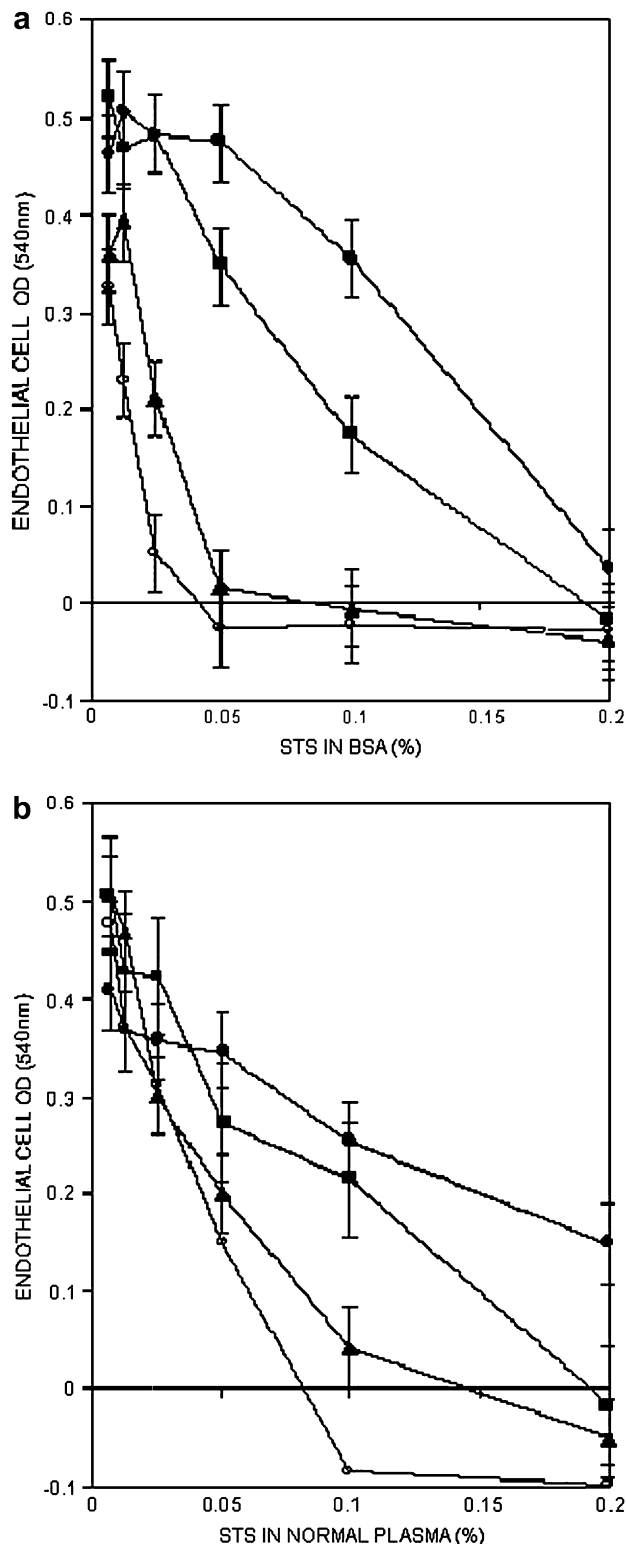 a
0.6
0.5
0.4
0.3
0.2
0.1
0
-0.1
ENDOTHELIAL CELL OD (540nm}
0 0.05 0.1 0.15 0.2
STS IN BSA (%)
b
0.6
0.5
0.4
0.3
0.2
0.1
0
-0.1
ENDOTHELIAL CELL OD (540nm}
0 0.05 0.1 0.15 0.2
STS IN NORMAL PLASMA (%)